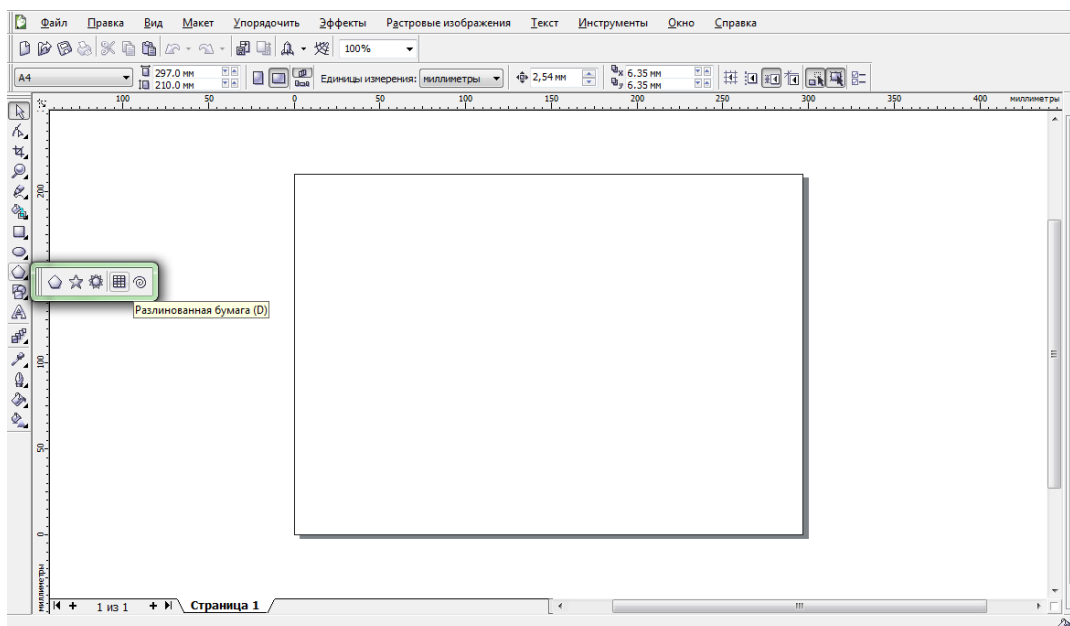 Файл Правка Вид Макет Упорядочить Эффекты Растровые изображения Текст Инструменты Окно Справка
100%
A4 297.0 мм 210.0 мм Единицы измерения: миллиметры 2,54 мм x 6.35 мм y 6.35 мм
100 50 0 50 100 150 200 250 300 350 400 миллиметры
200
Разлинованная бумага (D)
100
50
0
миллиметры
1 из 1 Страница 1